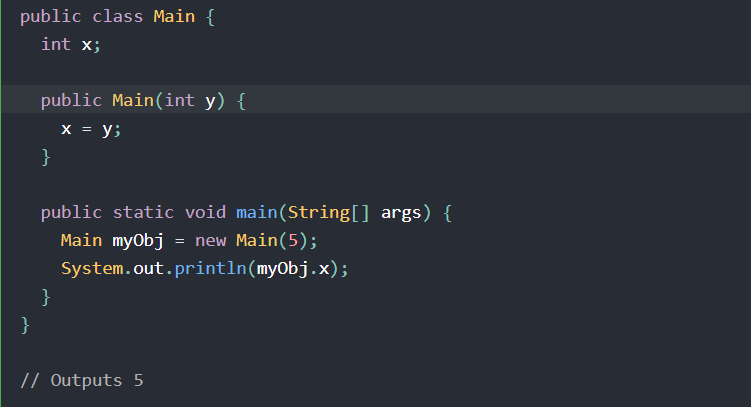 public class Main {
  int x;

  public Main(int y) {
    x = y;
  }

  public static void main(String[] args) {
    Main myObj = new Main(5);
    System.out.println(myObj.x);
  }
}

// Outputs 5